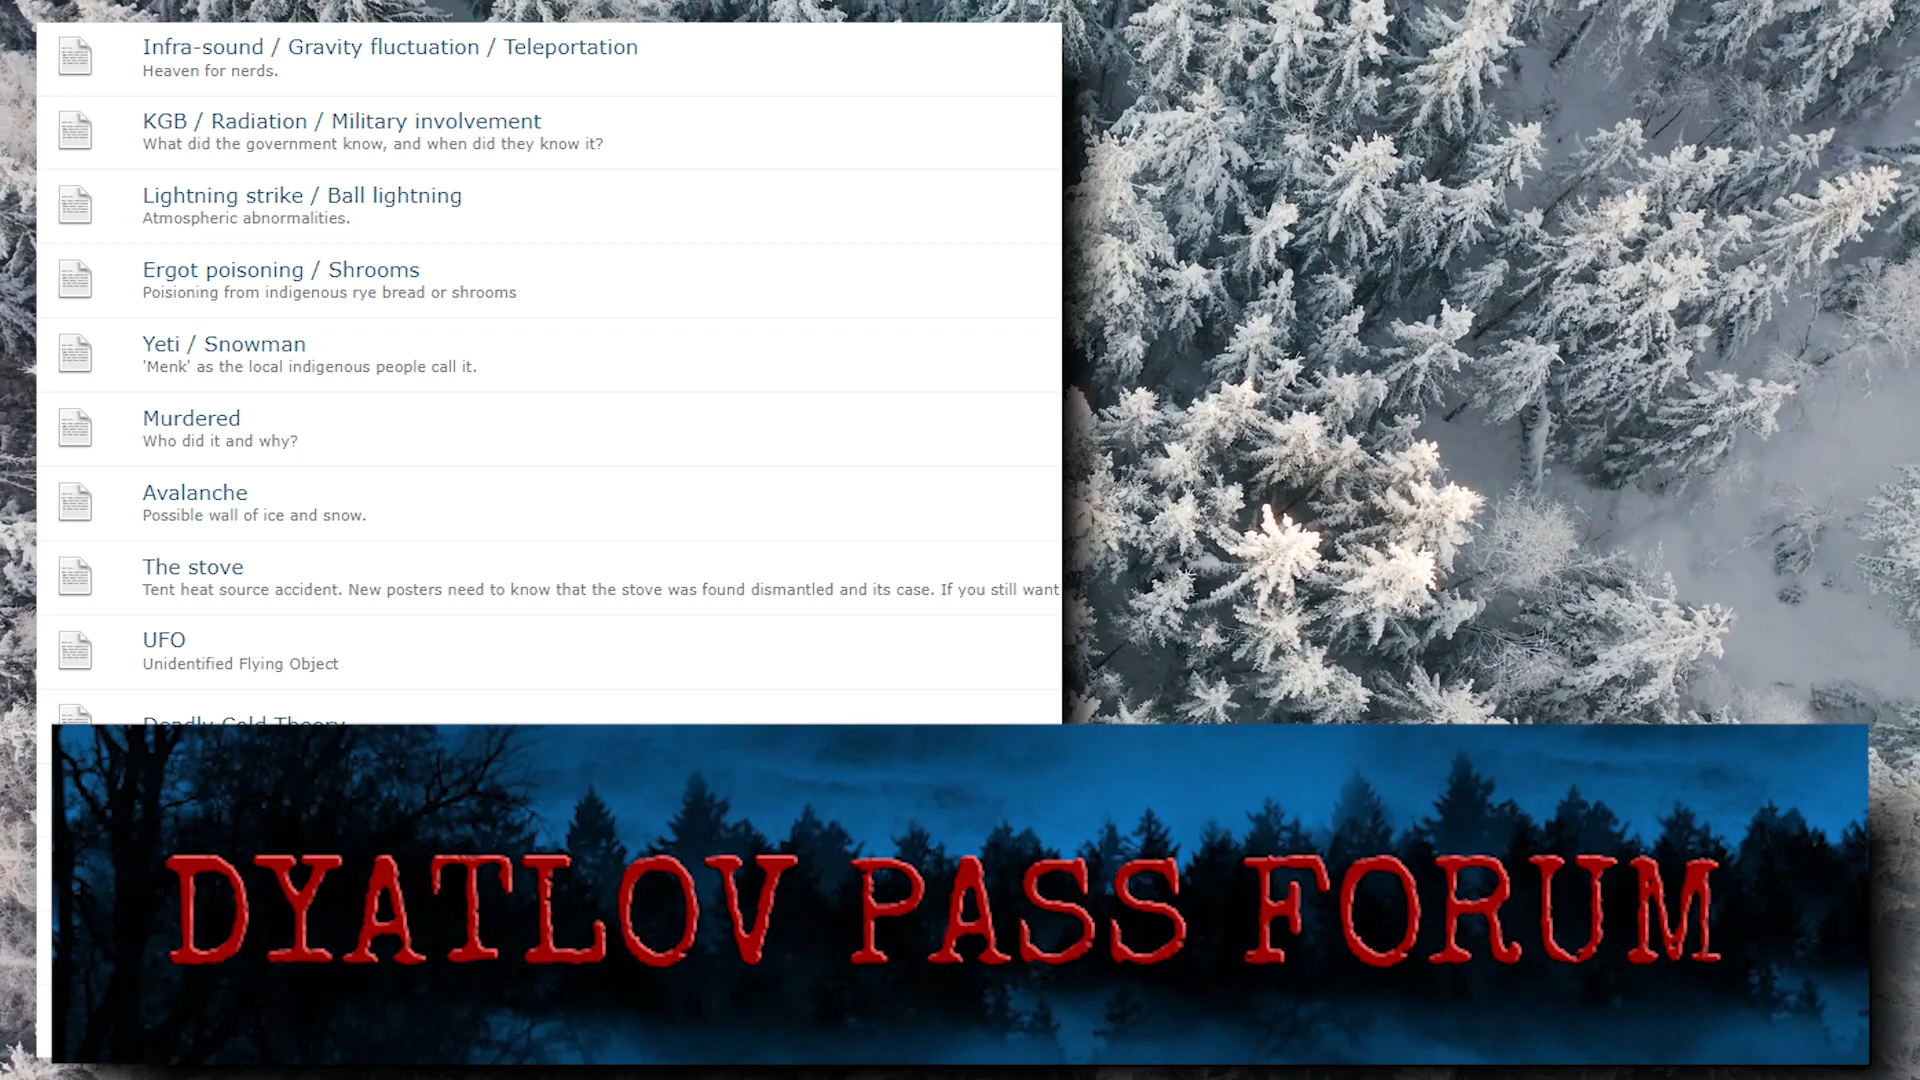 Infra-sound / Gravity fluctuation / Teleportation
Heaven for nerds.
KGB / Radiation / Military involvement
What did the government know, and when did they know it?
Lightning strike / Ball lightning
Atmospheric abnormalities.
Ergot poisoning / Shrooms
Poisioning from indigenous rye bread or shrooms
Yeti / Snowman
'Menk' as the local indigenous people call it.
Murdered
Who did it and why?
Avalanche
Possible wall of ice and snow.
The stove
Tent heat source accident. New posters need to know that the stove was found dismantled and its case. If you still want
UFO
Unidentified Flying Object
Deadly Cold Theory
DYATLOV PASS FORUM